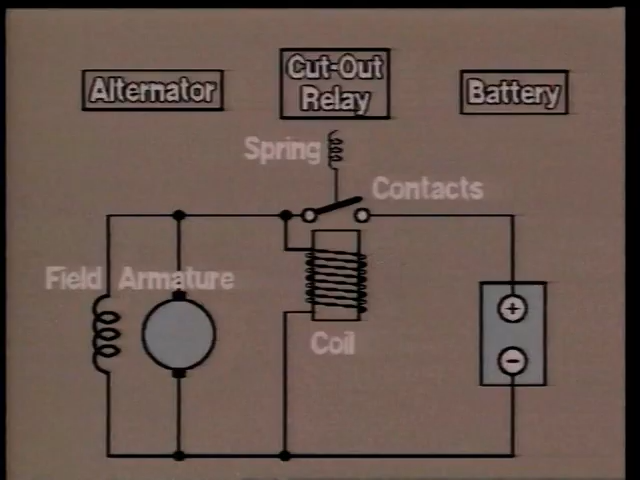 Alternator
Cut-Out
Relay
Battery
Spring
Contacts
Field Armature
Coil
+
−